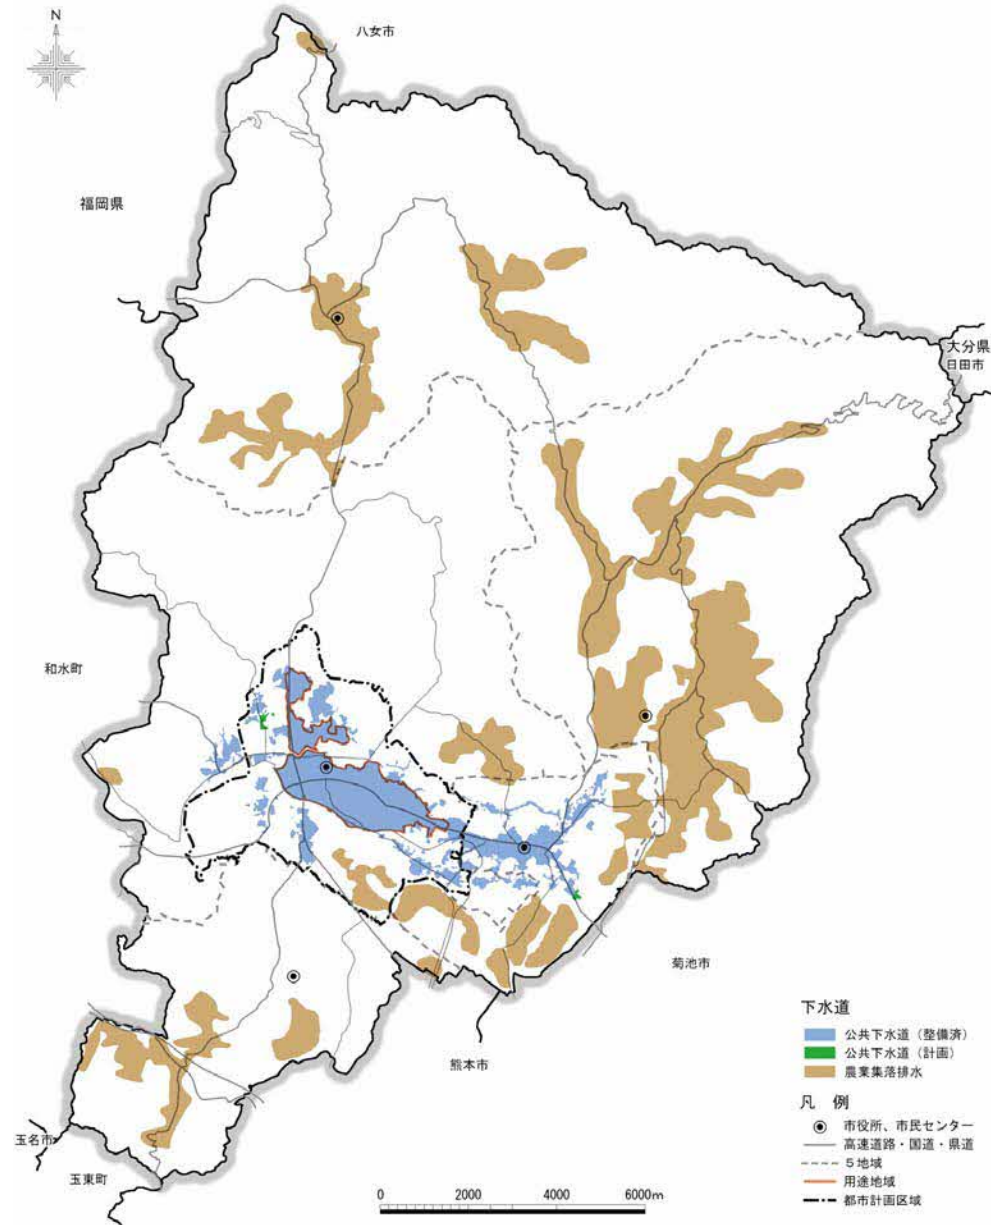 N
八女市
福岡県
大分県
日田市
和水町
菊池市
熊本市
玉名市
玉東町
下水道
公共下水道（整備済）
公共下水道（計画）
農業集落排水
凡 例
市役所、市民センター
高速道路・国道・県道
５地域
用途地域
都市計画区域
0 2000 4000 6000m